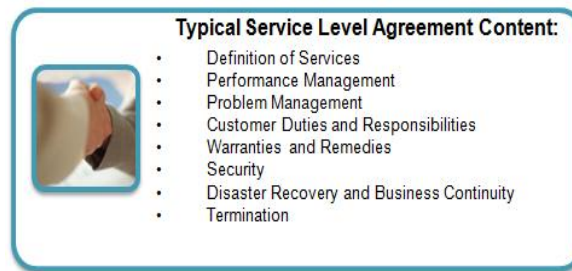 Typical Service Level Agreement Content:
• Definition of Services
• Performance Management
• Problem Management
• Customer Duties and Responsibilities
• Warranties and Remedies
• Security
• Disaster Recovery and Business Continuity
• Termination